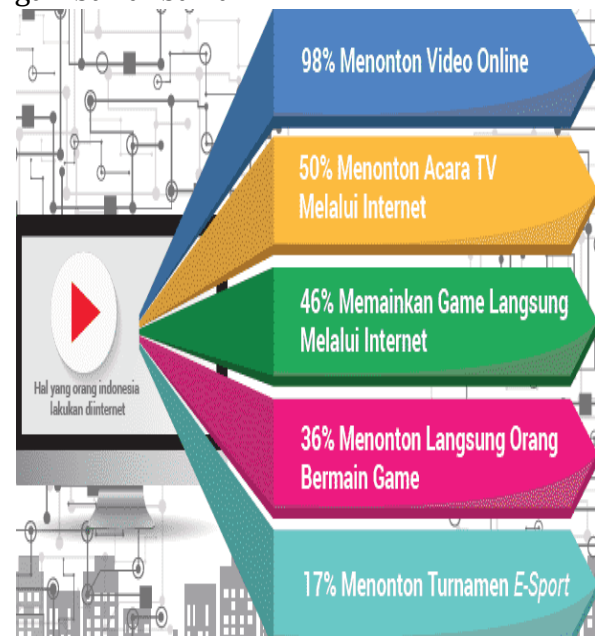 98% Menonton Video Online
50% Menonton Acara TV
Melalui Internet
46% Memainkan Game Langsung
Melalui Internet
36% Menonton Langsung Orang
Bermain Game
17% Menonton Turnamen E-Sport
Hal yang orang indonesia
lakukan diinternet